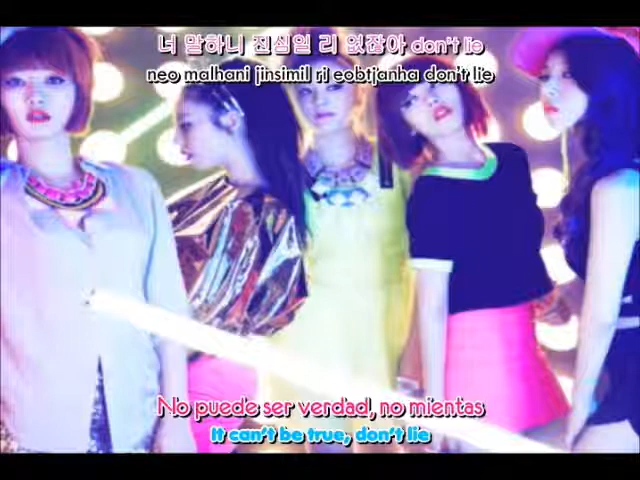 너 말하니 진심일 리 없잖아 don't lie
neo malhani jinsimil ri eobtjanha don't lie
No puede ser verdad, no mientas
It can't be true, don't lie